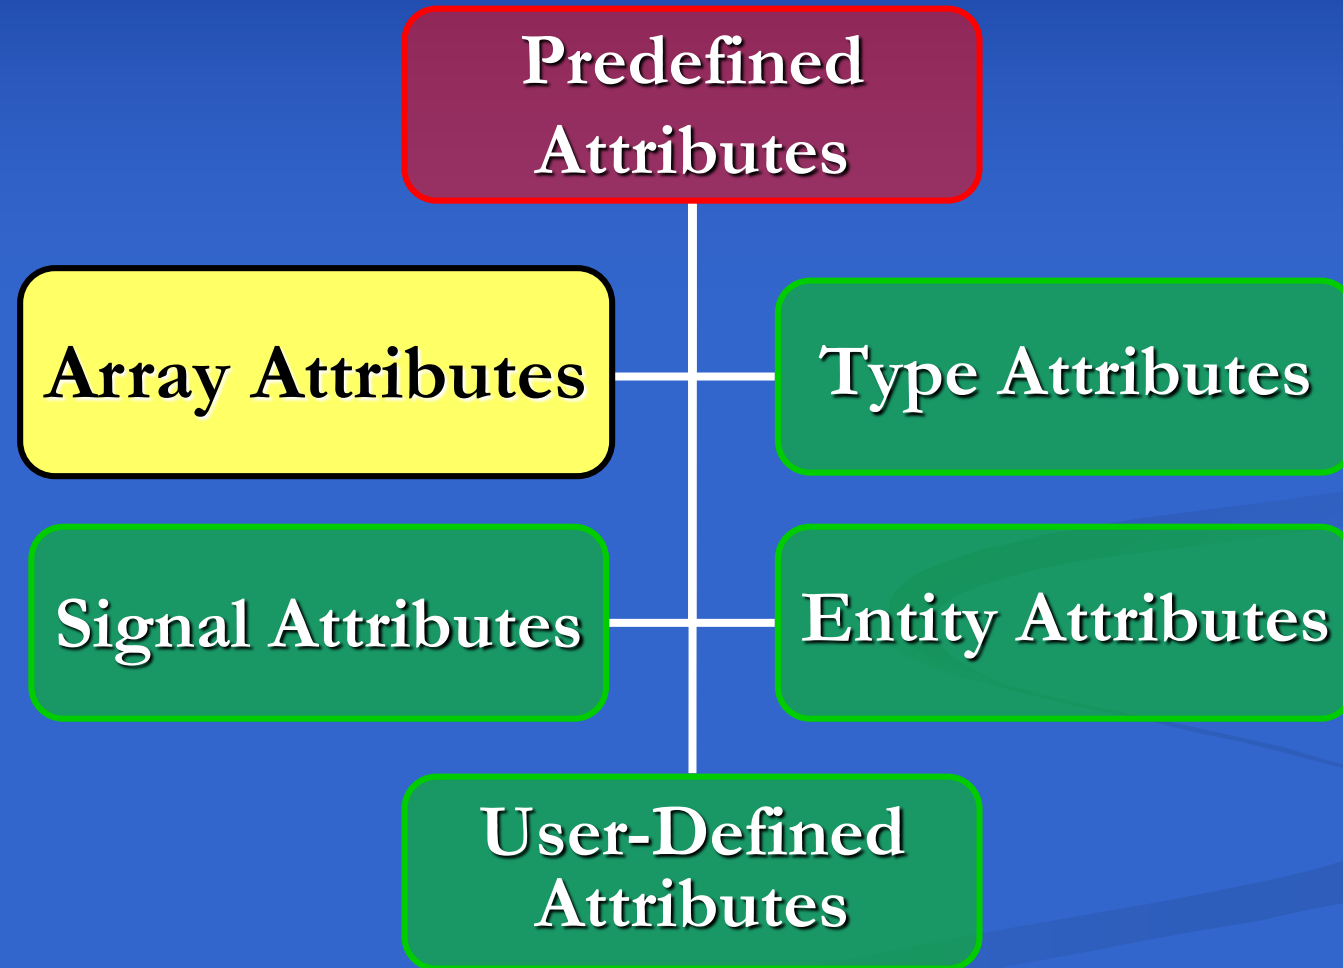 Predefined
Attributes
Array Attributes
Type Attributes
Signal Attributes
Entity Attributes
User-Defined
Attributes